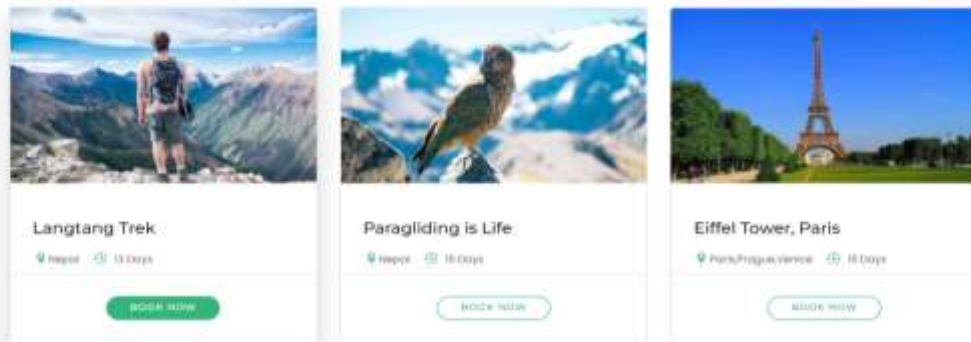 Langtang Trek
Nepal 13 Days
BOOK NOW
Paragliding is Life
Nepal
Days
BOOK NOW
Eiffel Tower, Paris
Paris,Prague,Venice
Days
BOOK NOW